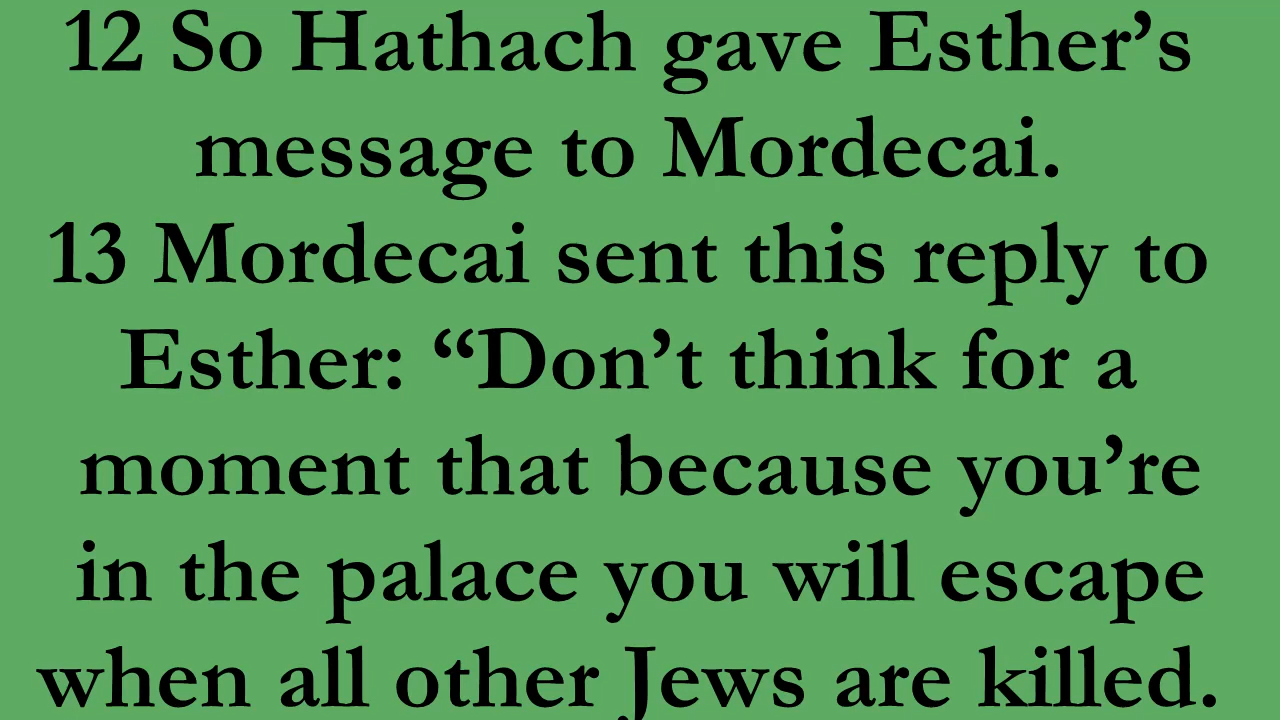 12 So Hathach gave Esther’s
message to Mordecai.
13 Mordecai sent this reply to
Esther: “Don’t think for a
moment that because you’re
in the palace you will escape
when all other Jews are killed.